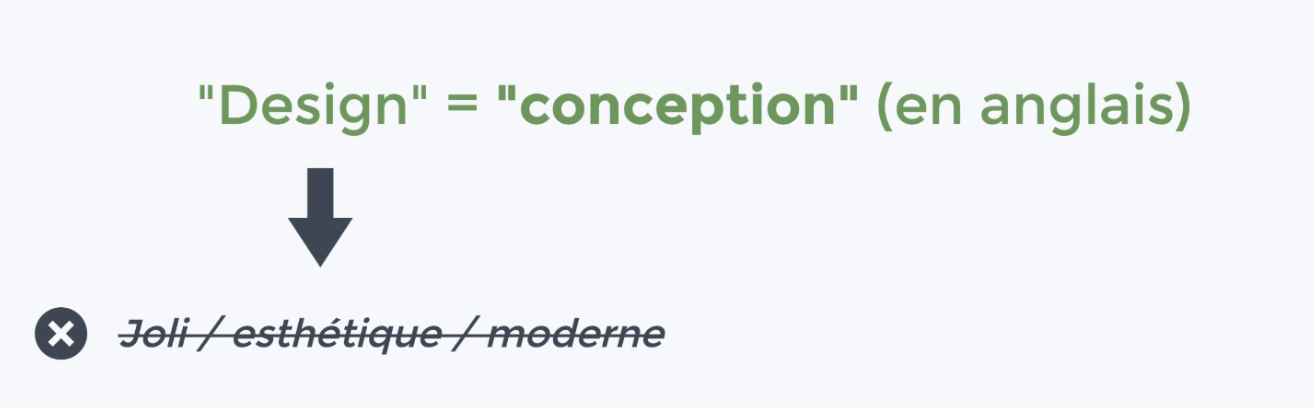 "Design" = "conception" (en anglais)
Joli / esthétique / moderne